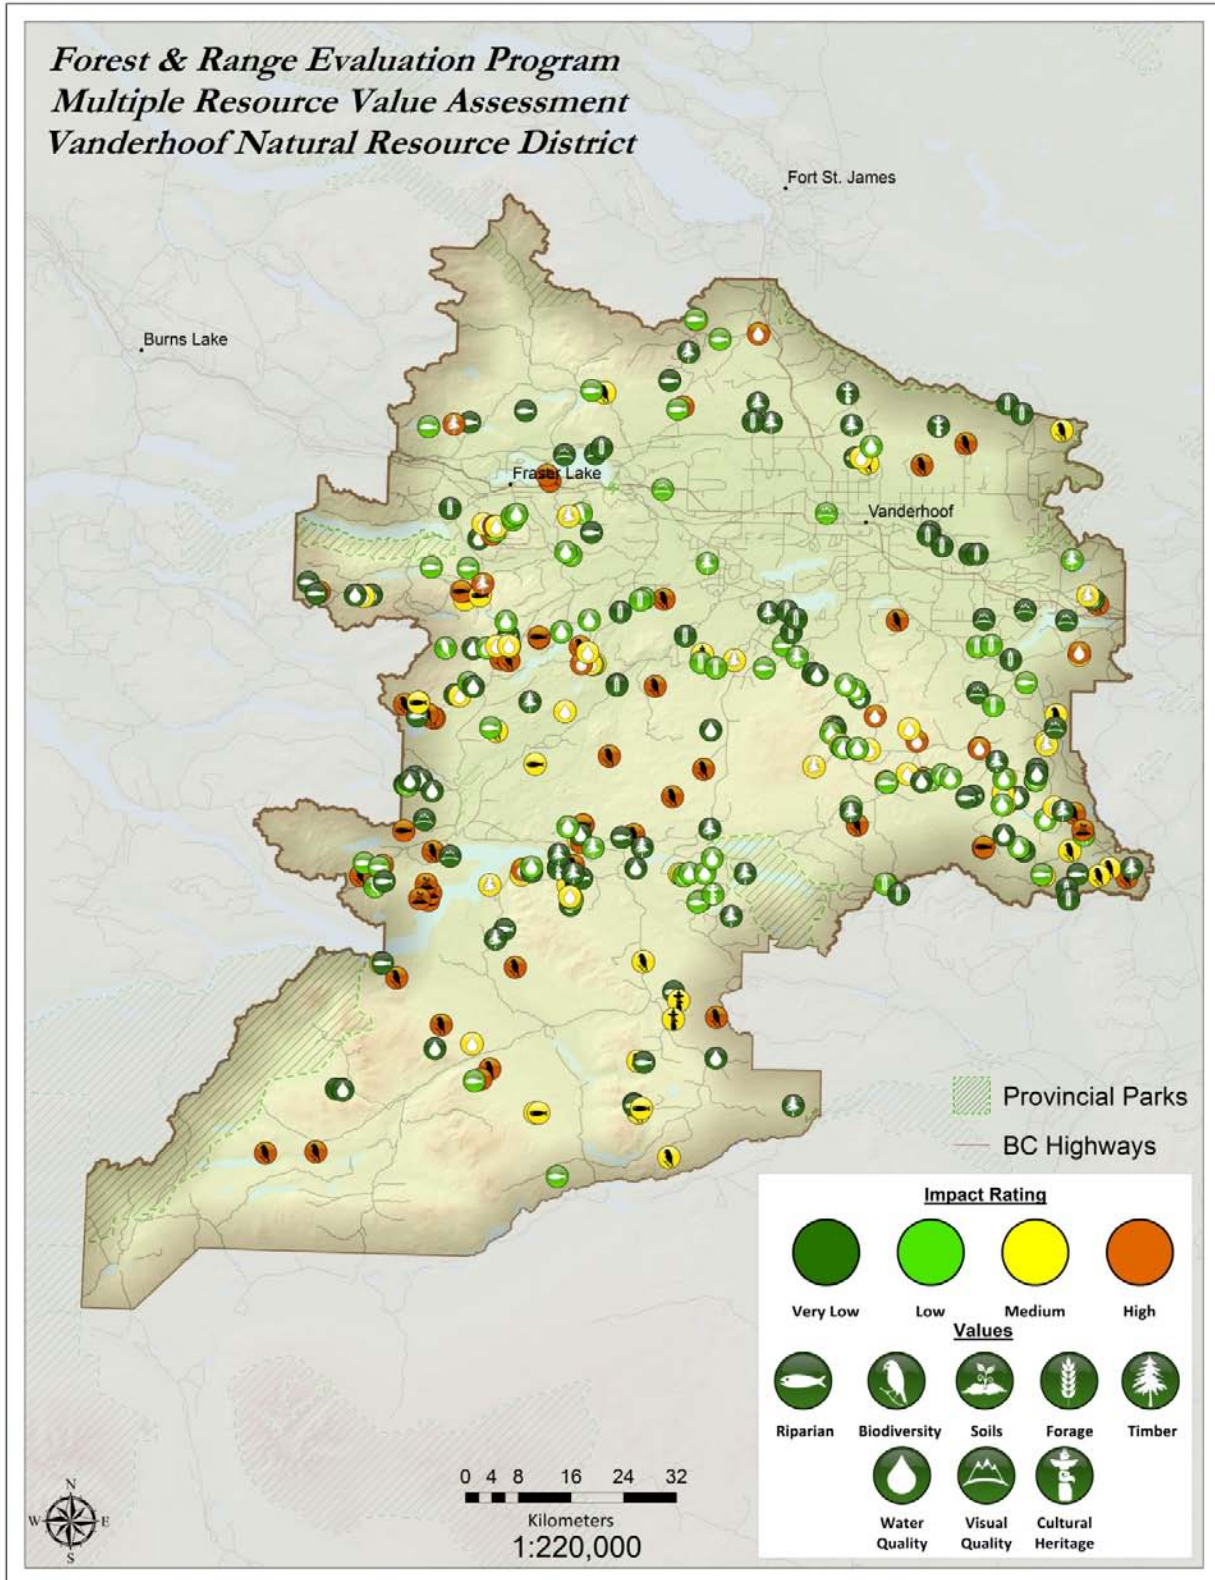 Forest & Range Evaluation Program
Multiple Resource Value Assessment
Vanderhoof Natural Resource District
Fort St. James
Burns Lake
Fraser Lake
Vanderhoof
Provincial Parks
BC Highways
Impact Rating
Very Low Low Medium High
Values
Riparian Biodiversity Soils Forage Timber
Water Quality
Visual Quality
Cultural Heritage
N
W E
S
0 4 8 16 24 32
Kilometers
1:220,000